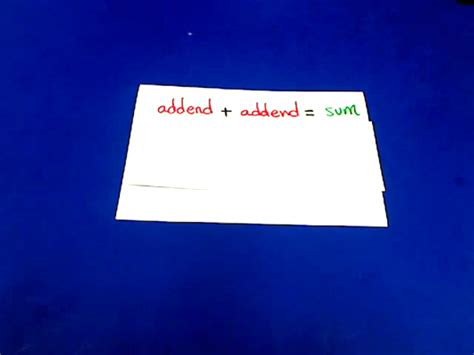 addend + addend = sum